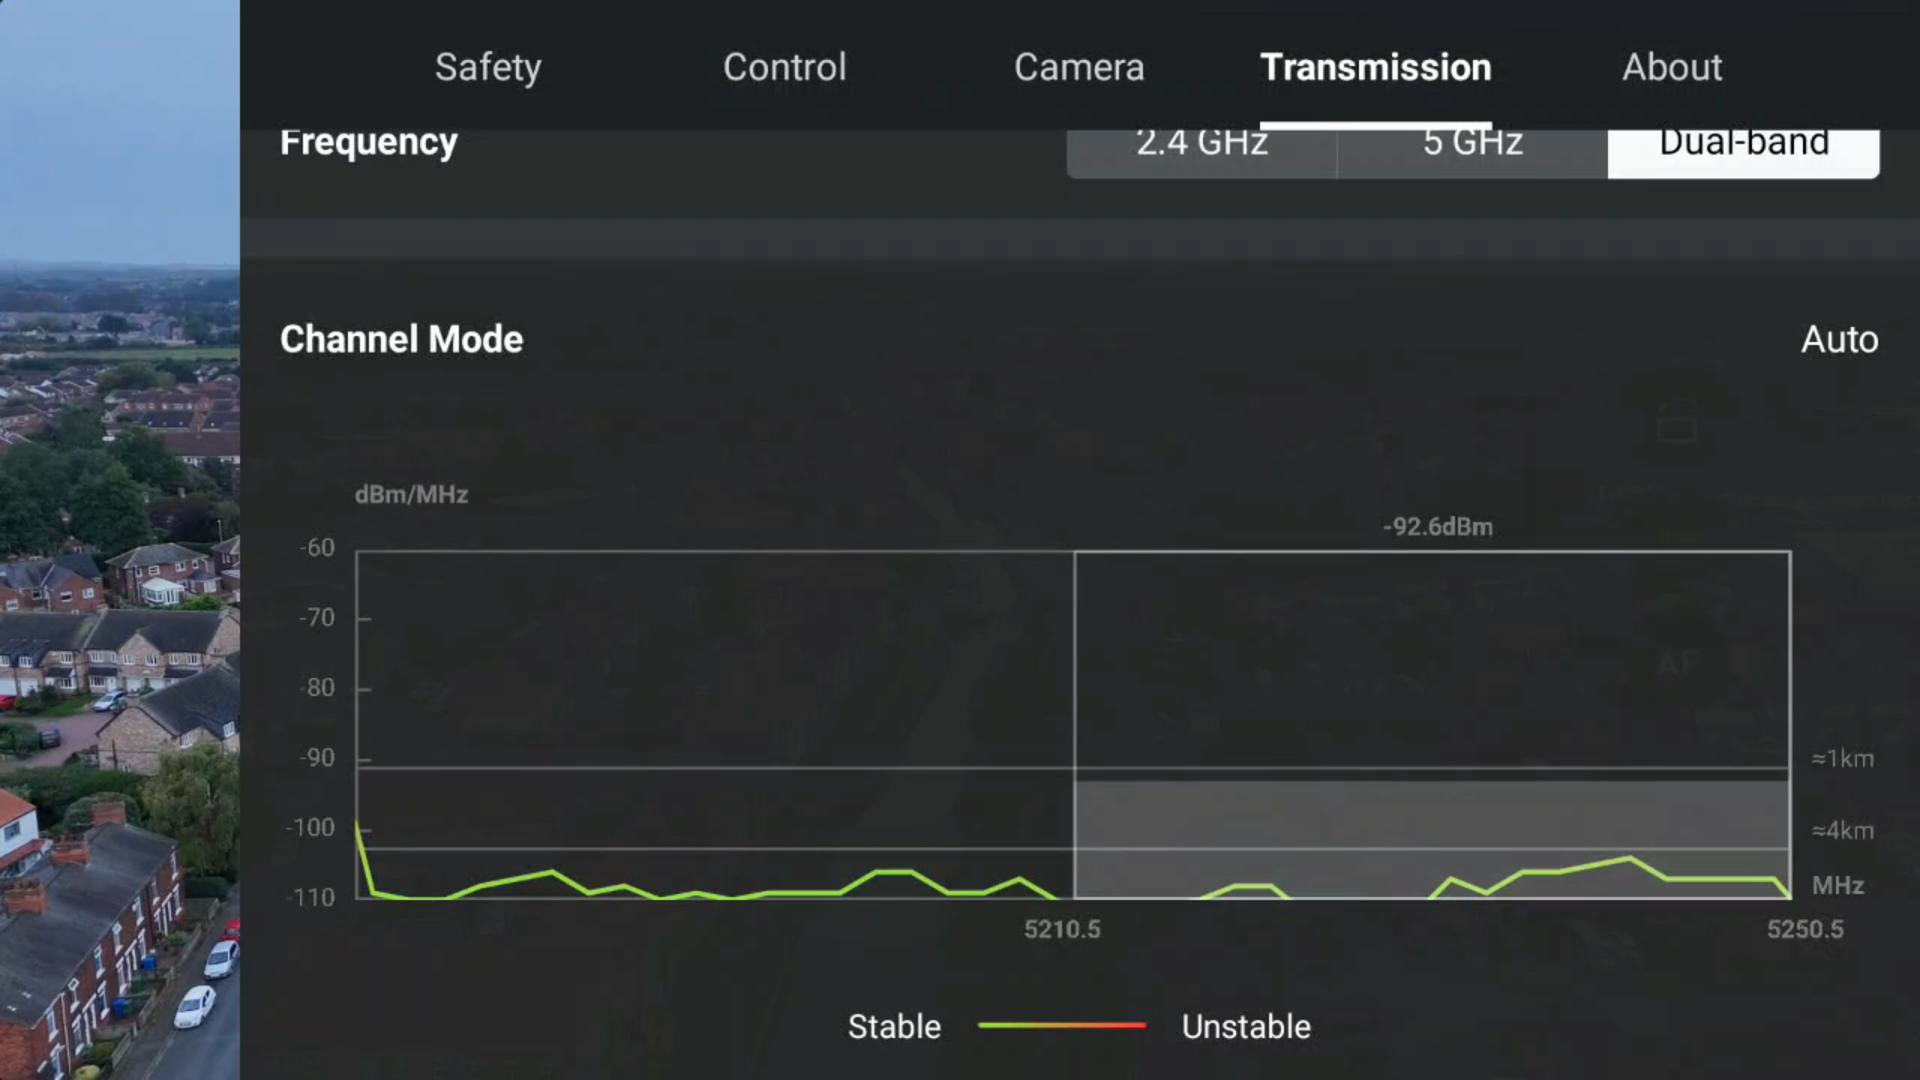 Safety Control Camera Transmission About
Frequency 2.4 GHz 5 GHz Dual-band
Channel Mode Auto
dBm/MHz
-92.6dBm
-60
-70
-80
-90 ≈1km
-100 ≈4km
-110 MHz
5210.5 5250.5
Stable Unstable
AF